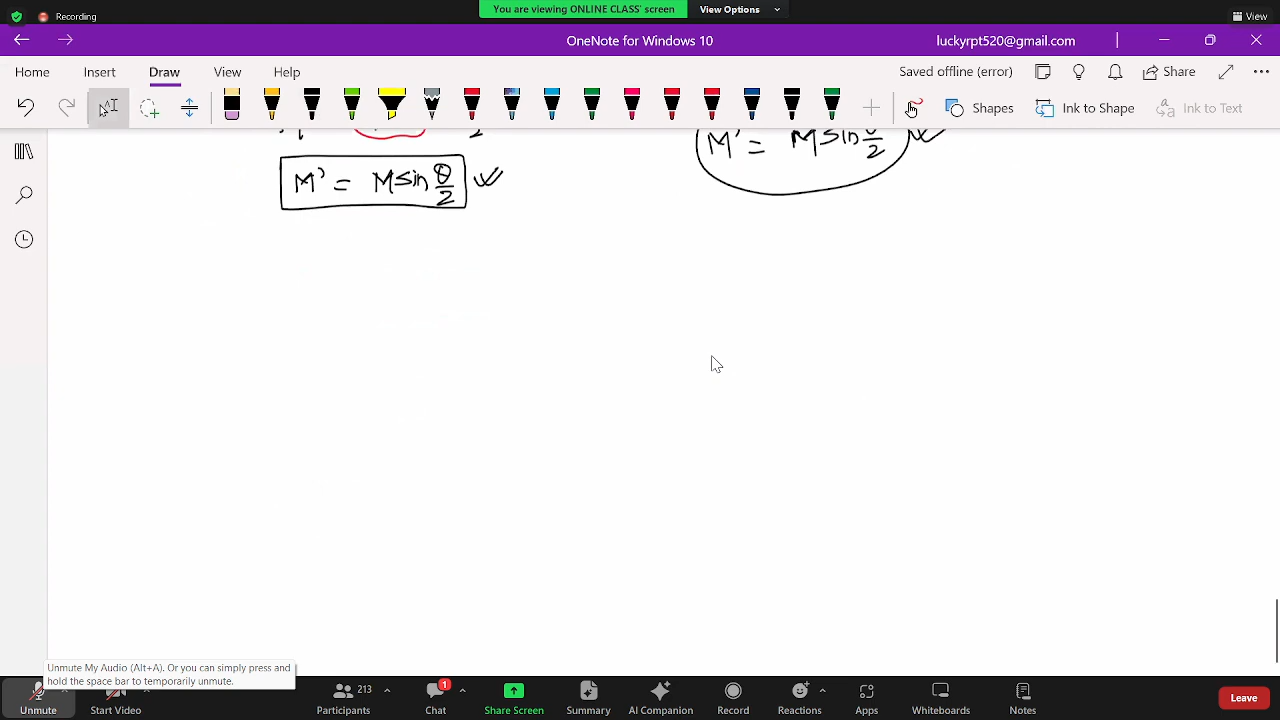 Recording
You are viewing ONLINE CLASS' screen
View Options
View
OneNote for Windows 10
luckyrpt520@gmail.com
Home
Insert
Draw
View
Help
Saved offline (error)
Share
Shapes
Ink to Shape
Ink to Text
M' = M sin θ/2
M' = M sin θ/2
Unmute My Audio (Alt+A). Or you can simply press and
hold the space bar to temporarily unmute.
Unmute
Start Video
213
Participants
1
Chat
Share Screen
Summary
AI Companion
Record
Reactions
Apps
Whiteboards
Notes
Leave